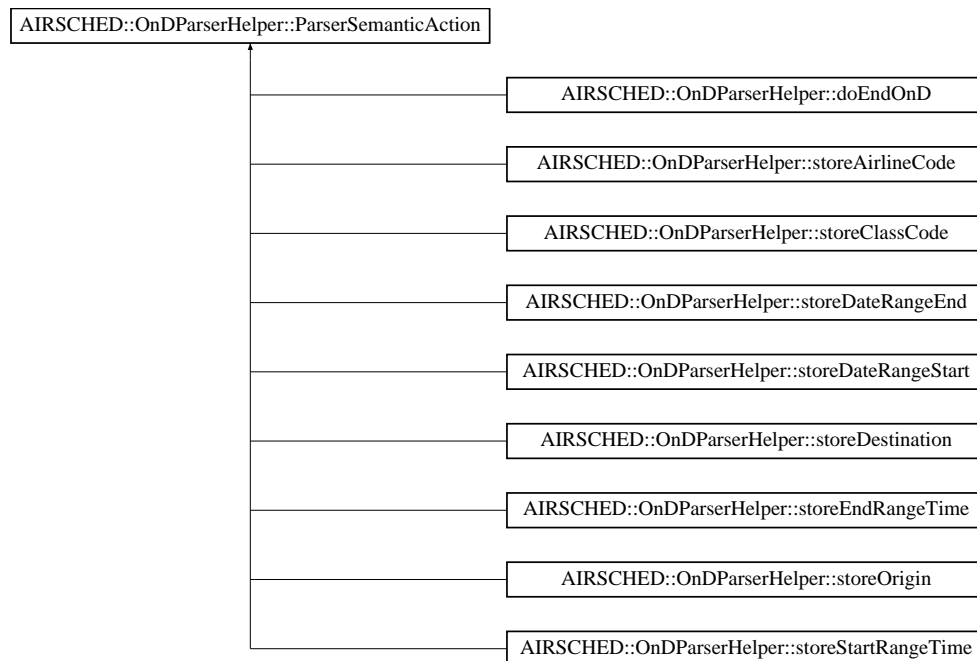 AIRSCHED::OnDParserHelper::ParserSemanticAction
AIRSCHED::OnDParserHelper::doEndOnD
AIRSCHED::OnDParserHelper::storeAirlineCode
AIRSCHED::OnDParserHelper::storeClassCode
AIRSCHED::OnDParserHelper::storeDateRangeEnd
AIRSCHED::OnDParserHelper::storeDateRangeStart
AIRSCHED::OnDParserHelper::storeDestination
AIRSCHED::OnDParserHelper::storeEndRangeTime
AIRSCHED::OnDParserHelper::storeOrigin
AIRSCHED::OnDParserHelper::storeStartRangeTime